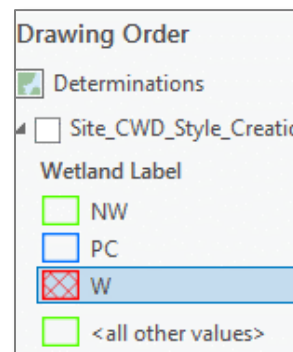 Drawing Order
Determinations
Site_CWD_Style_Creatio
Wetland Label
NW
PC
W
<all other values>